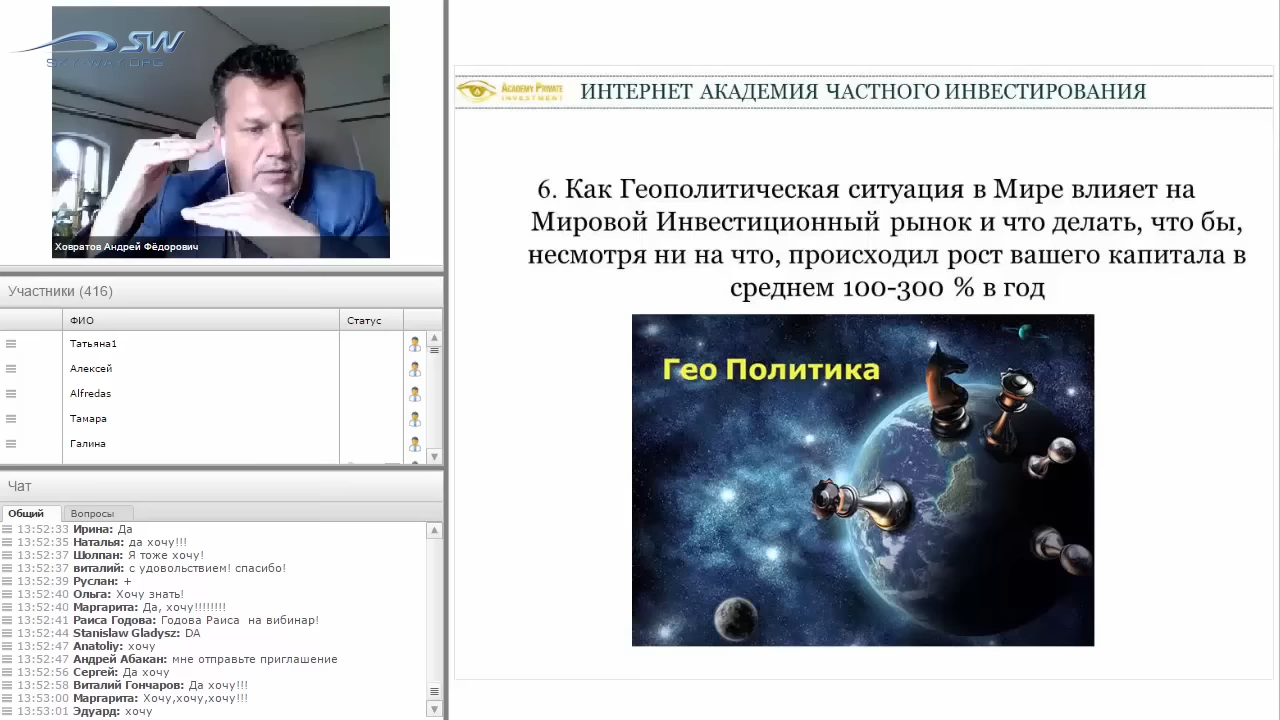 SW
SKYWAY.ORG
Ховратов Андрей Фёдорович
Участники (416)
ФИО
Статус
Татьяна1
Алексей
Alfredas
Тамара
Галина
Чат
Общий
Вопросы
13:52:33 Ирина: Да
13:52:35 Наталья: да хочу!!!
13:52:37 Шолпан: Я тоже хочу!
13:52:37 виталий: с удовольствием! спасибо!
13:52:39 Руслан: +
13:52:40 Ольга: Хочу знать!
13:52:40 Маргарита: Да, хочу!!!!!!!!
13:52:41 Раиса Годова: Годова Раиса на вибинар!
13:52:44 Stanislaw Gladysz: DA
13:52:47 Anatoliy: хочу
13:52:47 Андрей Абакан: мне отправьте приглашение
13:52:56 Сергей: Да хочу
13:52:58 Виталий Гончаров: Да хочу!!!
13:53:00 Маргарита: Хочу,хочу,хочу!!!
13:53:01 Эдуард: хочу
ACADEMY PRIVATE
INVESTMENT
ИНТЕРНЕТ АКАДЕМИЯ ЧАСТНОГО ИНВЕСТИРОВАНИЯ
6. Как Геополитическая ситуация в Мире влияет на
Мировой Инвестиционный рынок и что делать, что бы,
несмотря ни на что, происходил рост вашего капитала в
среднем 100-300 % в год
Гео Политика